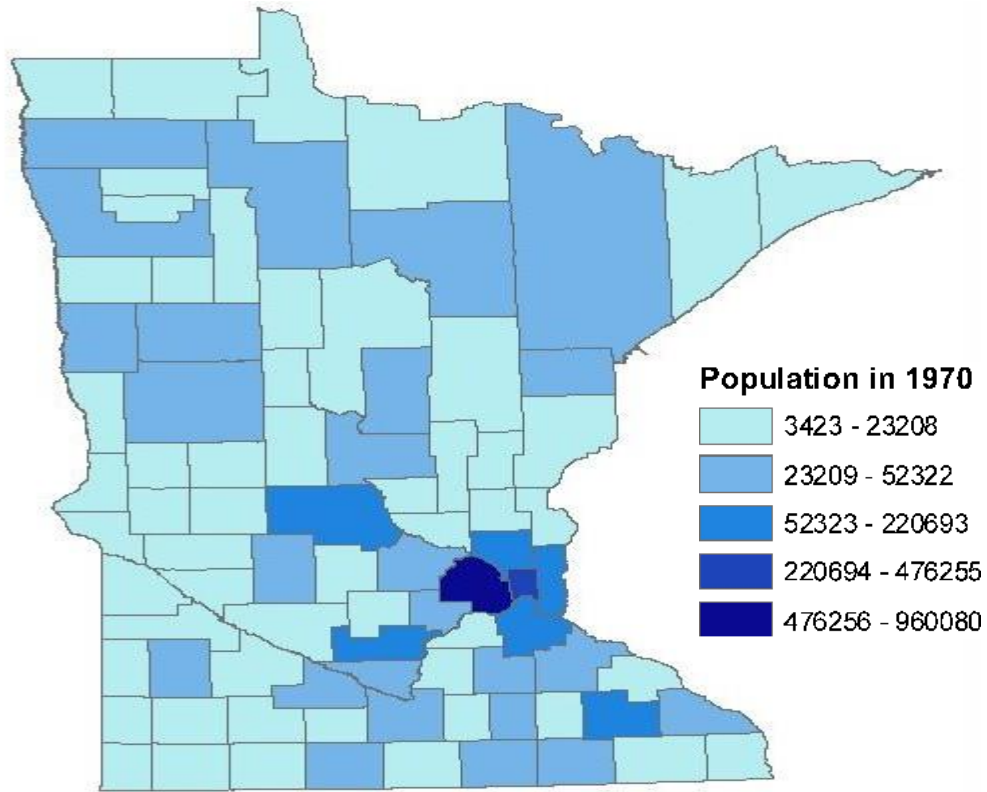 Population in 1970
3423 - 23208
23209 - 52322
52323 - 220693
220694 - 476255
476256 - 960080